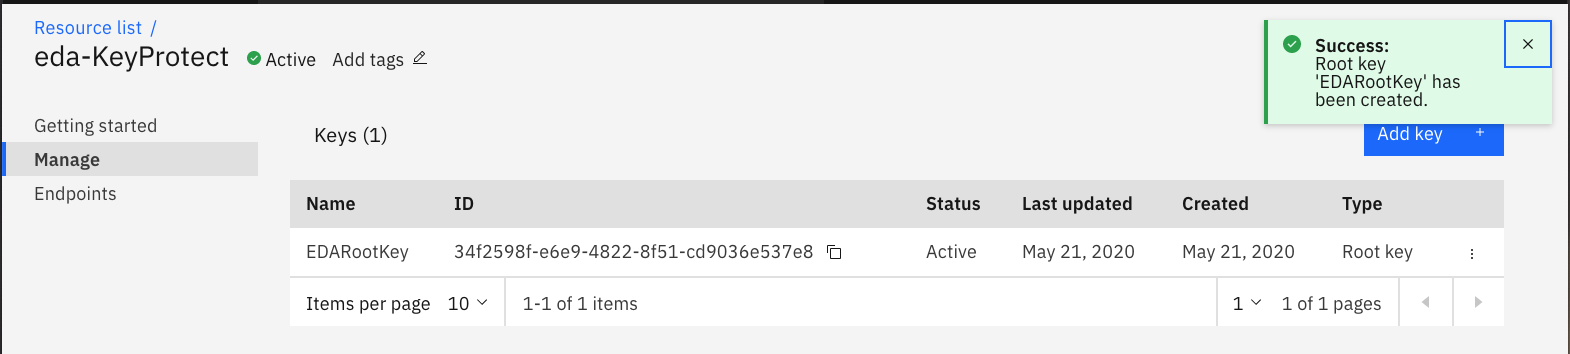 Resource list /
eda-KeyProtect Active Add tags
Success:
Root key
'EDARootKey' has
been created.
Getting started
Manage
Endpoints
Keys (1)
Add key +
Name ID Status Last updated Created Type
EDARootKey 34f2598f-e6e9-4822-8f51-cd9036e537e8 Active May 21, 2020 May 21, 2020 Root key
Items per page 10 1-1 of 1 items 1 1 of 1 pages